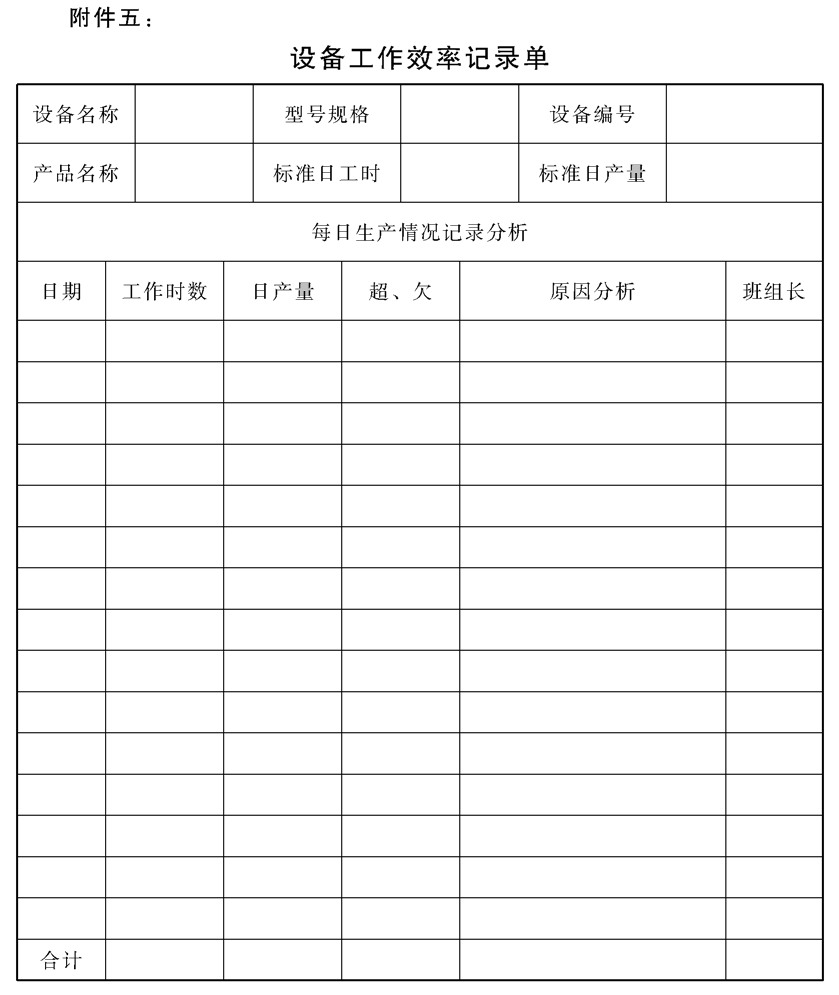 附件五：
设备工作效率记录单
设备名称 型号规格 设备编号
产品名称 标准日工时 标准日产量
每日生产情况记录分析
日期 工作时数 日产量 超、欠 原因分析 班组长
合计